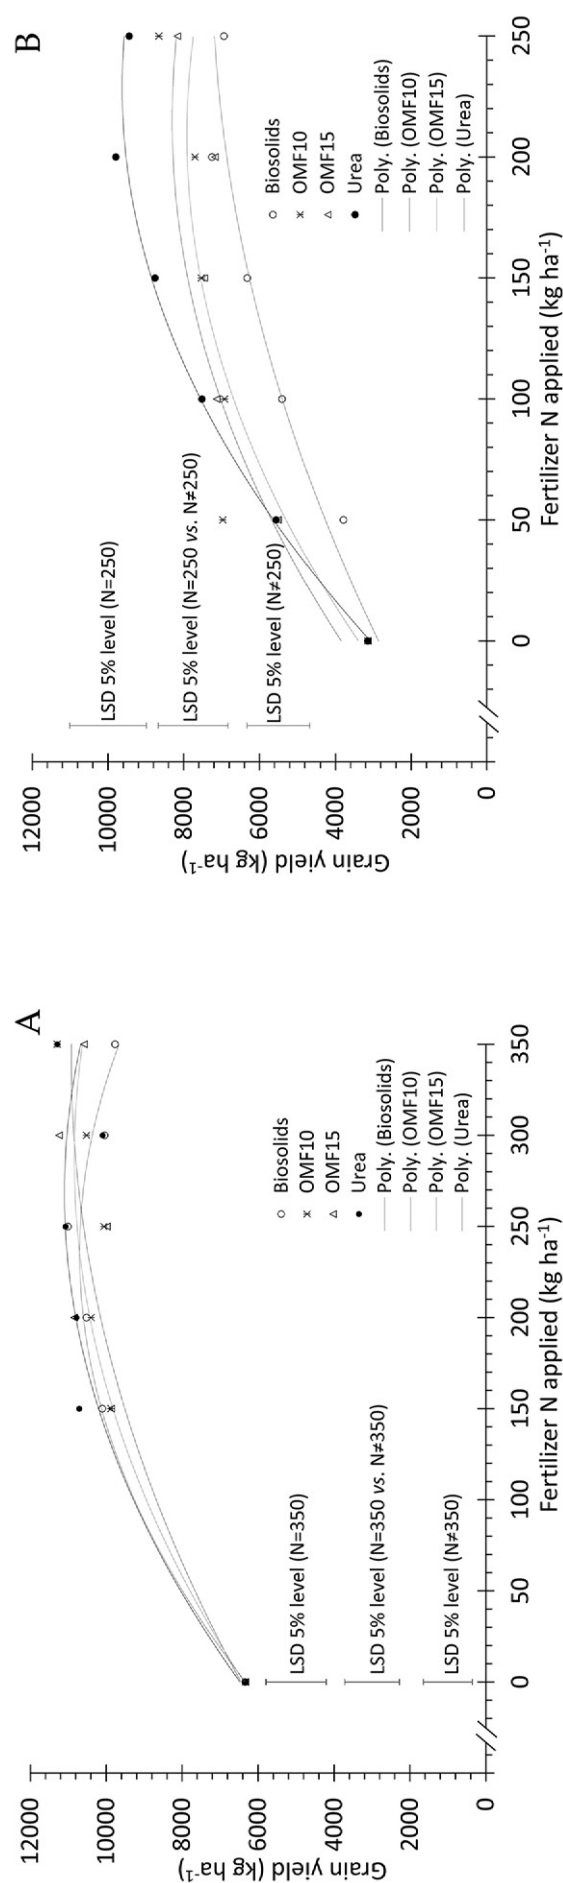 A
12000
10000
8000
6000
4000
2000
0
Grain yield (kg ha⁻¹)
LSD 5% level (N=350)
LSD 5% level (N=350 vs. N≠350)
LSD 5% level (N≠350)
Biosolids
OMF10
OMF15
Urea
Poly. (Biosolids)
Poly. (OMF10)
Poly. (OMF15)
Poly. (Urea)
0 50 100 150 200 250 300 350
Fertilizer N applied (kg ha⁻¹)
B
12000
10000
8000
6000
4000
2000
0
Grain yield (kg ha⁻¹)
LSD 5% level (N=250)
LSD 5% level (N=250 vs. N≠250)
LSD 5% level (N≠250)
Biosolids
OMF10
OMF15
Urea
Poly. (Biosolids)
Poly. (OMF10)
Poly. (OMF15)
Poly. (Urea)
0 50 100 150 200 250
Fertilizer N applied (kg ha⁻¹)